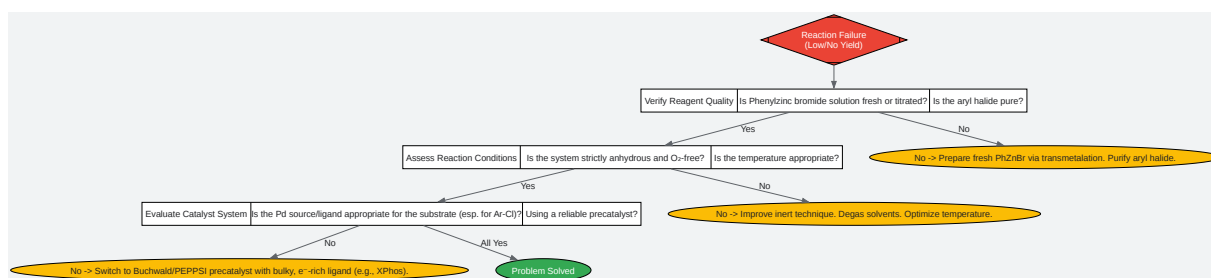 Reaction Failure
(Low/No Yield)
Verify Reagent Quality
Is Phenylzinc bromide solution fresh or titrated?
Is the aryl halide pure?
Yes
No
Assess Reaction Conditions
Is the system strictly anhydrous and O₂-free?
Is the temperature appropriate?
No -> Prepare fresh PhZnBr via transmetalation. Purify aryl halide.
Yes
No
Evaluate Catalyst System
Is the Pd source/ligand appropriate for the substrate (esp. for Ar-Cl)?
Using a reliable precatalyst?
No -> Improve inert technique. Degas solvents. Optimize temperature.
No
All Yes
No -> Switch to Buchwald/PEPPSI precatalyst with bulky, e⁻-rich ligand (e.g., XPhos).
Problem Solved